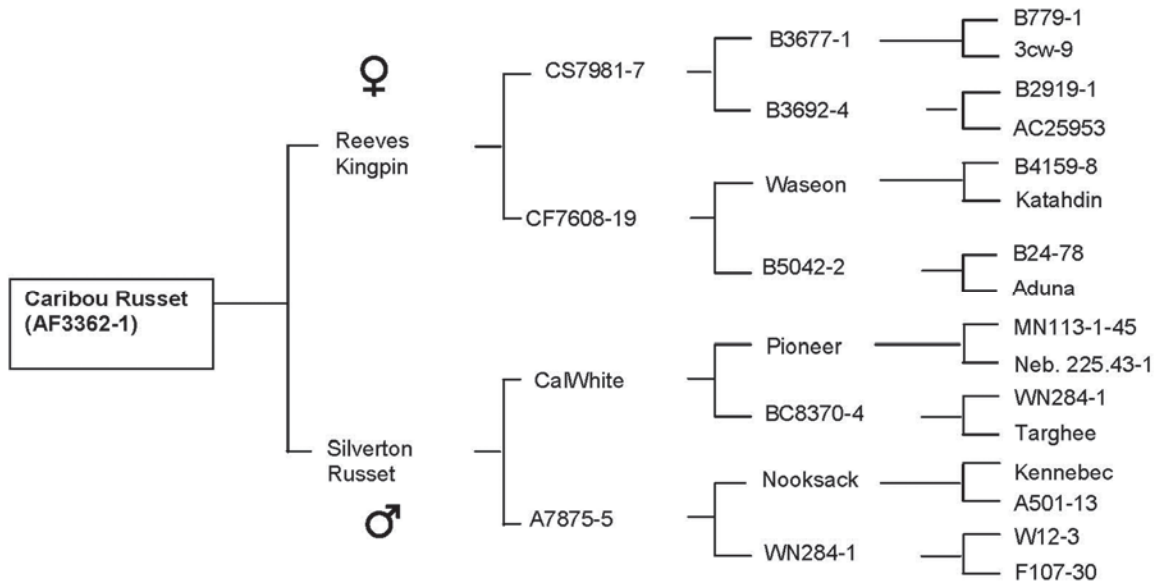 Caribou Russet
(AF3362-1)
♀
Reeves
Kingpin
Silverton
Russet
♂
CS7981-7
CF7608-19
CalWhite
A7875-5
B3677-1
B3692-4
Waseon
B5042-2
Pioneer
BC8370-4
Nooksack
WN284-1
B779-1
3cw-9
B2919-1
AC25953
B4159-8
Katahdin
B24-78
Aduna
MN113-1-45
Neb. 225.43-1
WN284-1
Targhee
Kennebec
A501-13
W12-3
F107-30